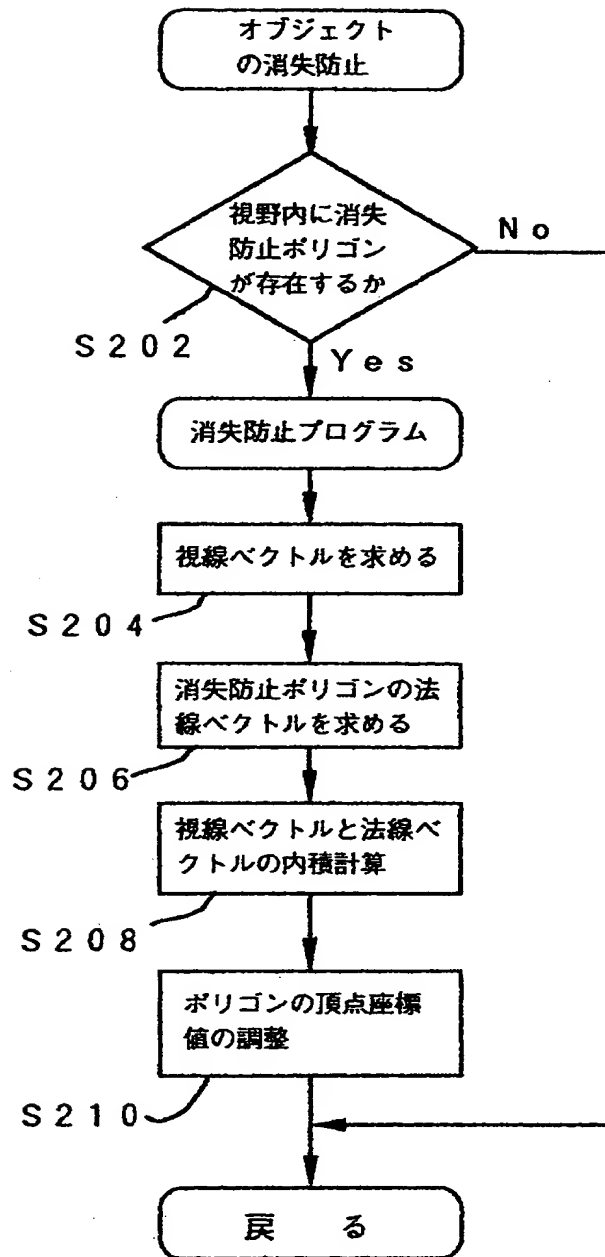 オブジェクト
の消失防止
視野内に消失
防止ポリゴン
が存在するか
No
S202
Yes
消失防止プログラム
視線ベクトルを求める
S204
消失防止ポリゴンの法
線ベクトルを求める
S206
視線ベクトルと法線ベ
クトルの内積計算
S208
ポリゴンの頂点座標
値の調整
S210
戻 る